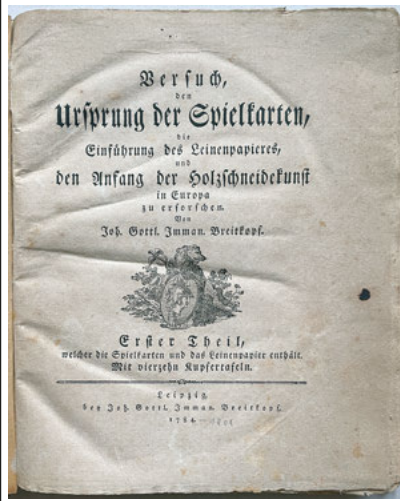 Versuch,
den
Ursprung der Spielkarten,
die
Einführung des Leinenpapieres,
und
den Anfang der Holzschneidekunst
in Europa
zu erforschen.
Von
Joh. Gottl. Imman. Breitkopf.
Erster Theil,
welcher die Spielkarten und das Leinenpapier enthält.
Mit vierzehn Kupfertafeln.
Leipzig,
bey Joh. Gottl. Imman. Breitkopf.
1784